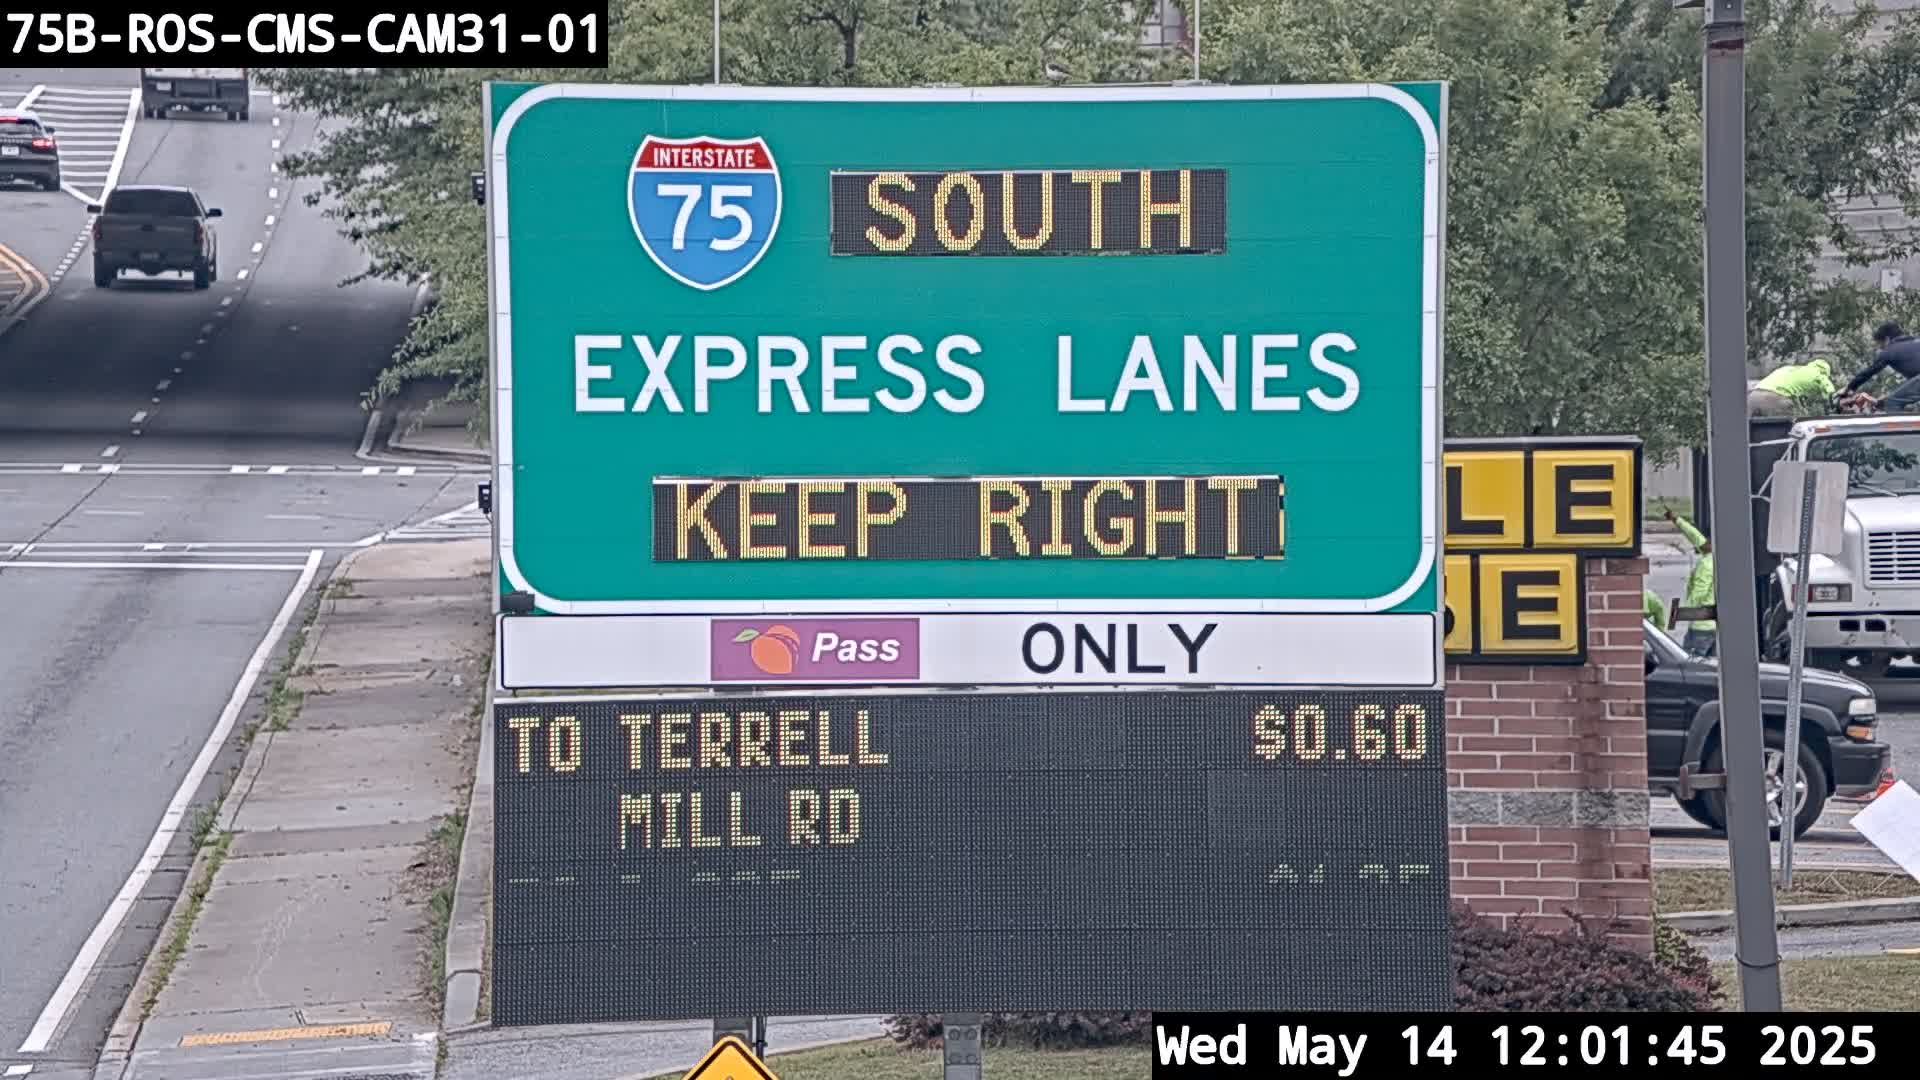 75B-ROS-CMS-CAM31-01
INTERSTATE
75
SOUTH
EXPRESS LANES
KEEP RIGHT
LE
E
Pass ONLY
TO TERRELL $0.60
MILL RD
Wed May 14 12:01:45 2025